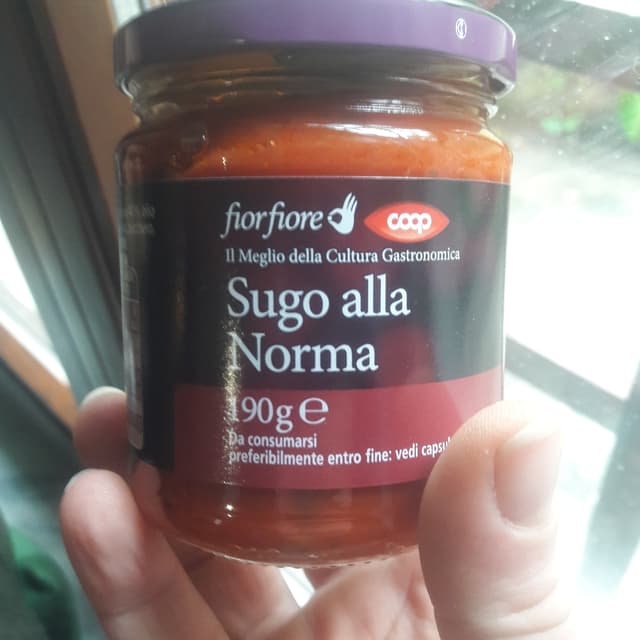 fiorfiore coop
Il Meglio della Cultura Gastronomica
Sugo alla
Norma
190g e
Da consumarsi
preferibilmente entro fine: vedi